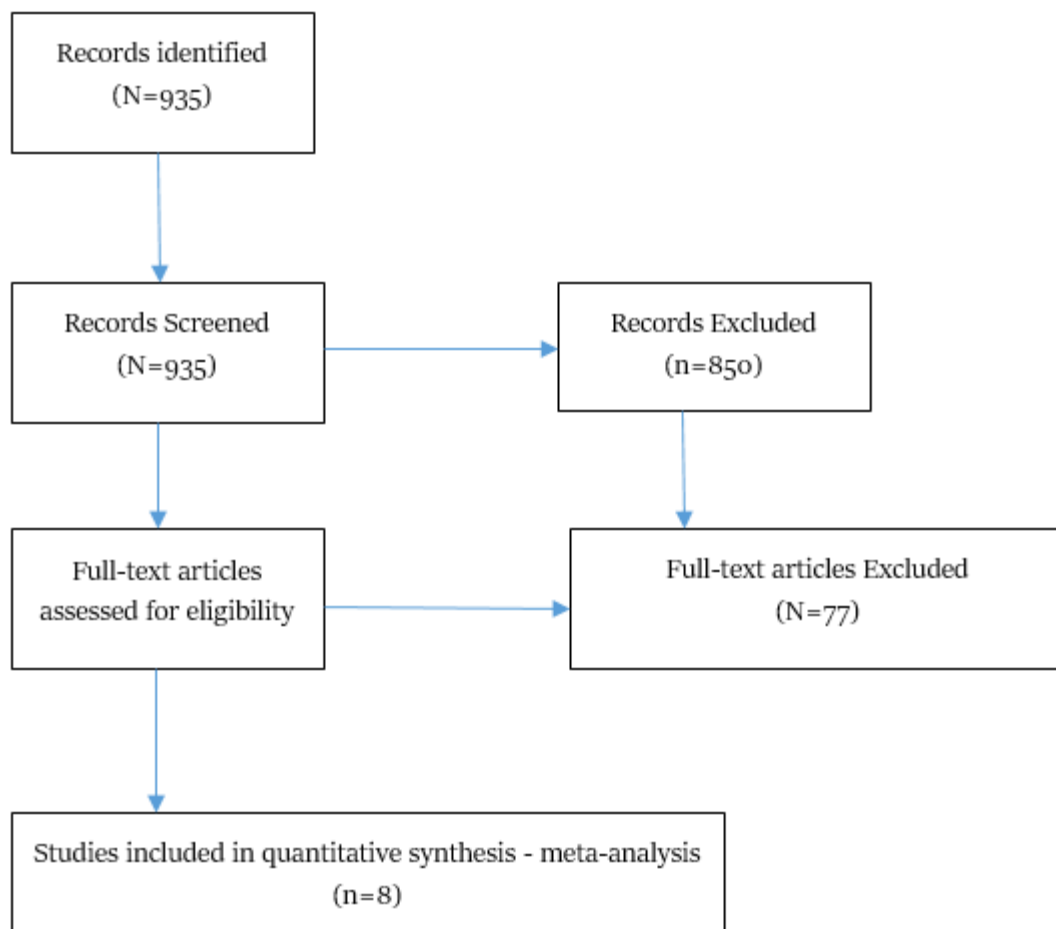 Records identified
(N=935)
Records Screened
(N=935)
Records Excluded
(n=850)
Full-text articles
assessed for eligibility
Full-text articles Excluded
(N=77)
Studies included in quantitative synthesis - meta-analysis
(n=8)